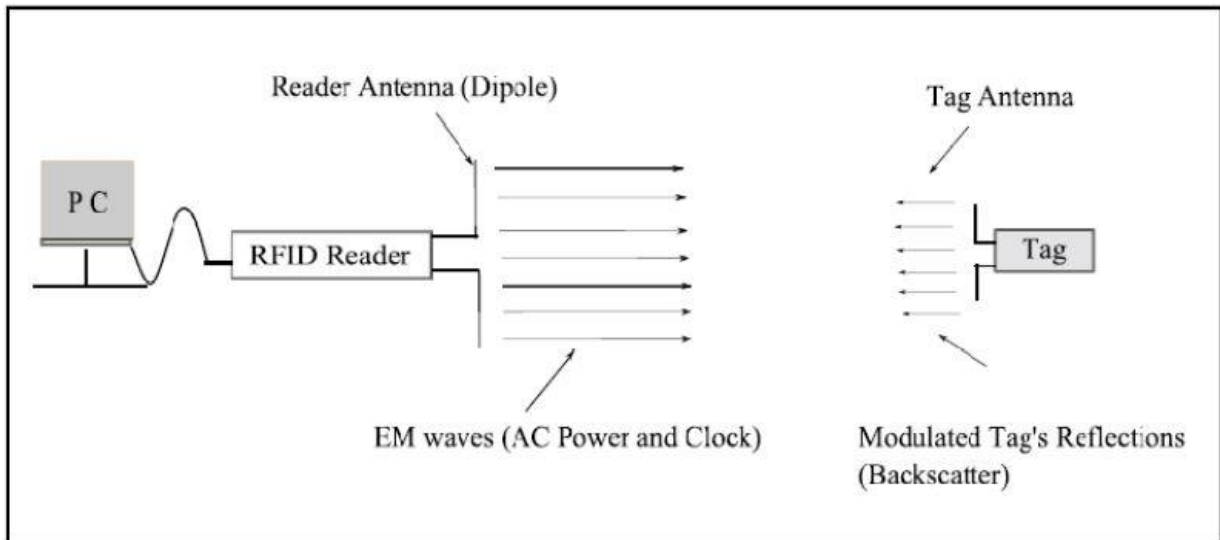 Reader Antenna (Dipole)
Tag Antenna
P C
RFID Reader
Tag
EM waves (AC Power and Clock)
Modulated Tag's Reflections
(Backscatter)